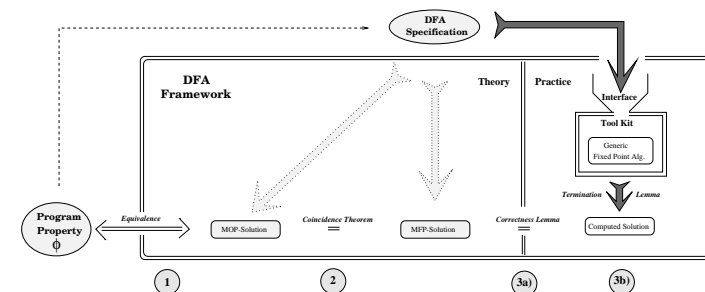 DFA
Specification
DFA
Framework
Theory
Practice
Interface
Tool Kit
Generic
Fixed Point Alg.
Termination
Lemma
Program
Property
ϕ
Equivalence
MOP-Solution
Coincidence Theorem
=
MFP-Solution
Correctness Lemma
=
Computed Solution
1
2
3a)
3b)